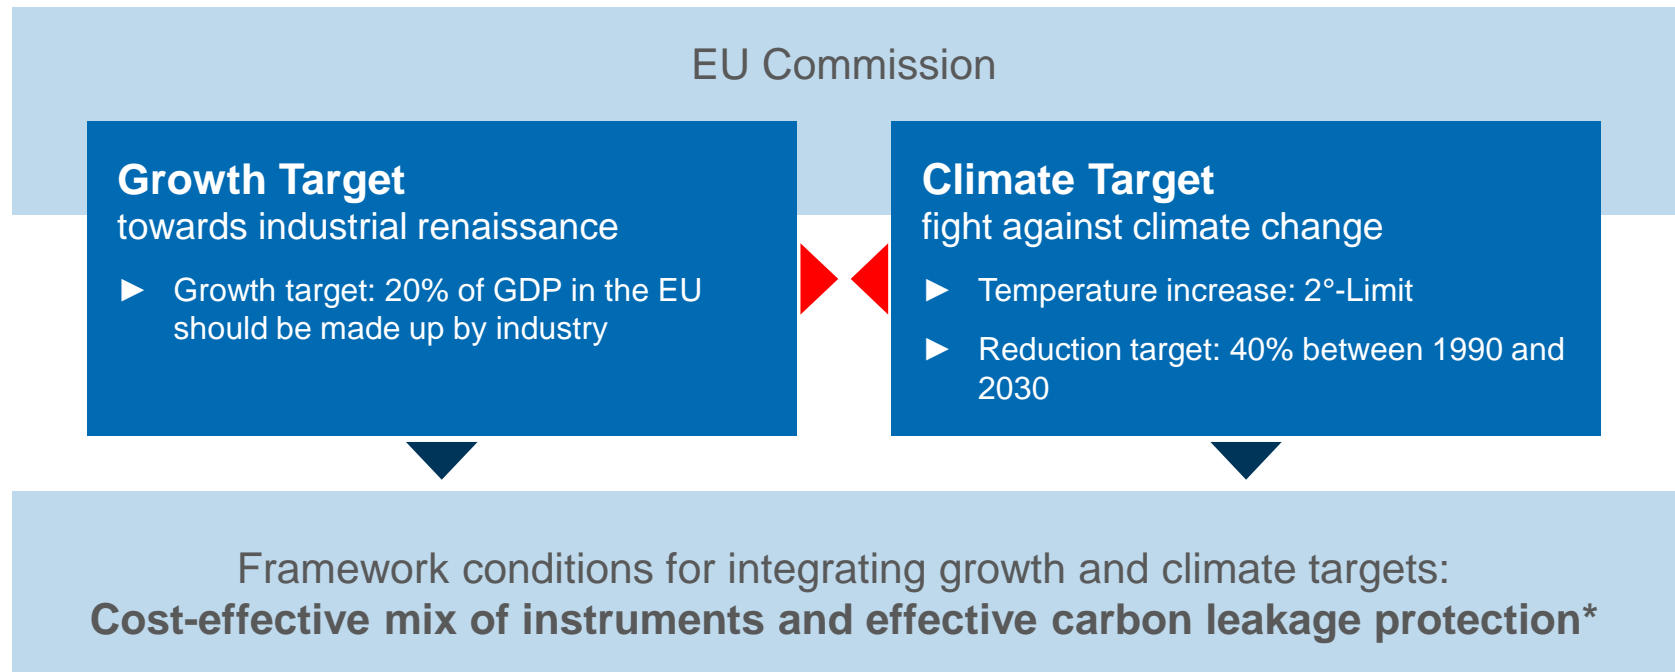 EU Commission
Growth Target
towards industrial renaissance
► Growth target: 20% of GDP in the EU
should be made up by industry
Climate Target
fight against climate change
► Temperature increase: 2°-Limit
► Reduction target: 40% between 1990 and
2030
Framework conditions for integrating growth and climate targets:
Cost-effective mix of instruments and effective carbon leakage protection*